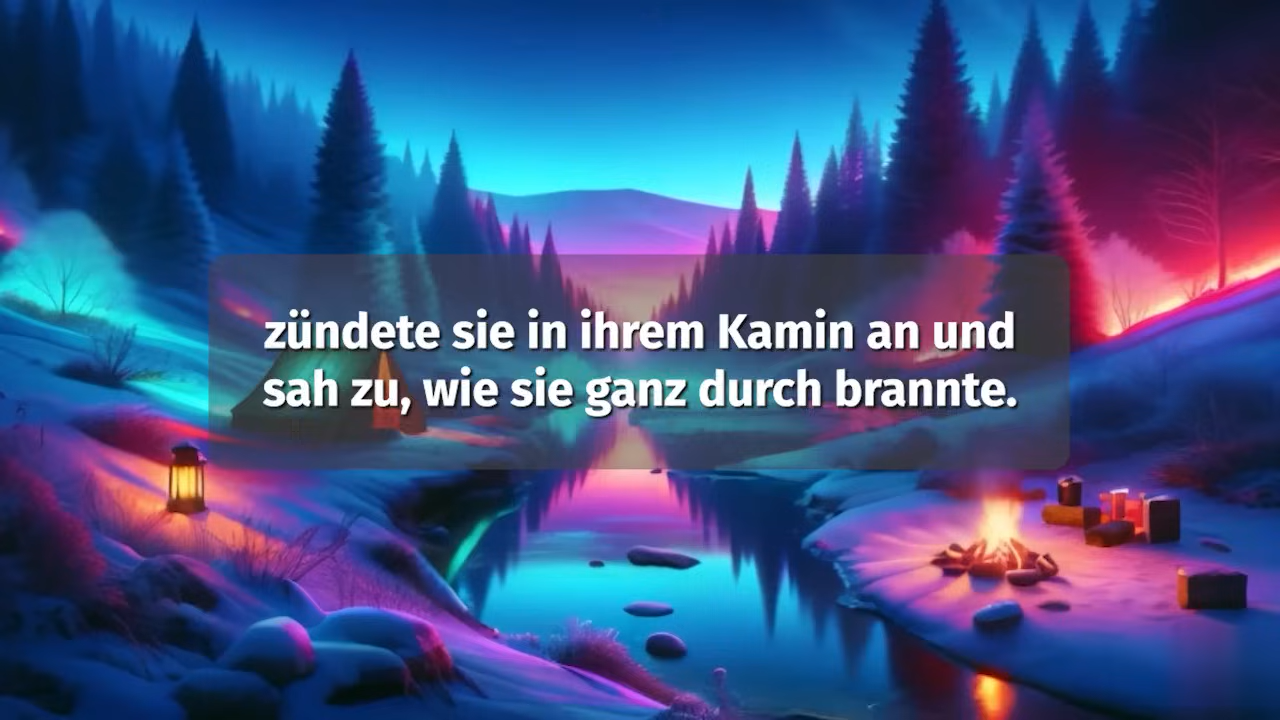 zündete sie in ihrem Kamin an und
sah zu, wie sie ganz durch brannte.